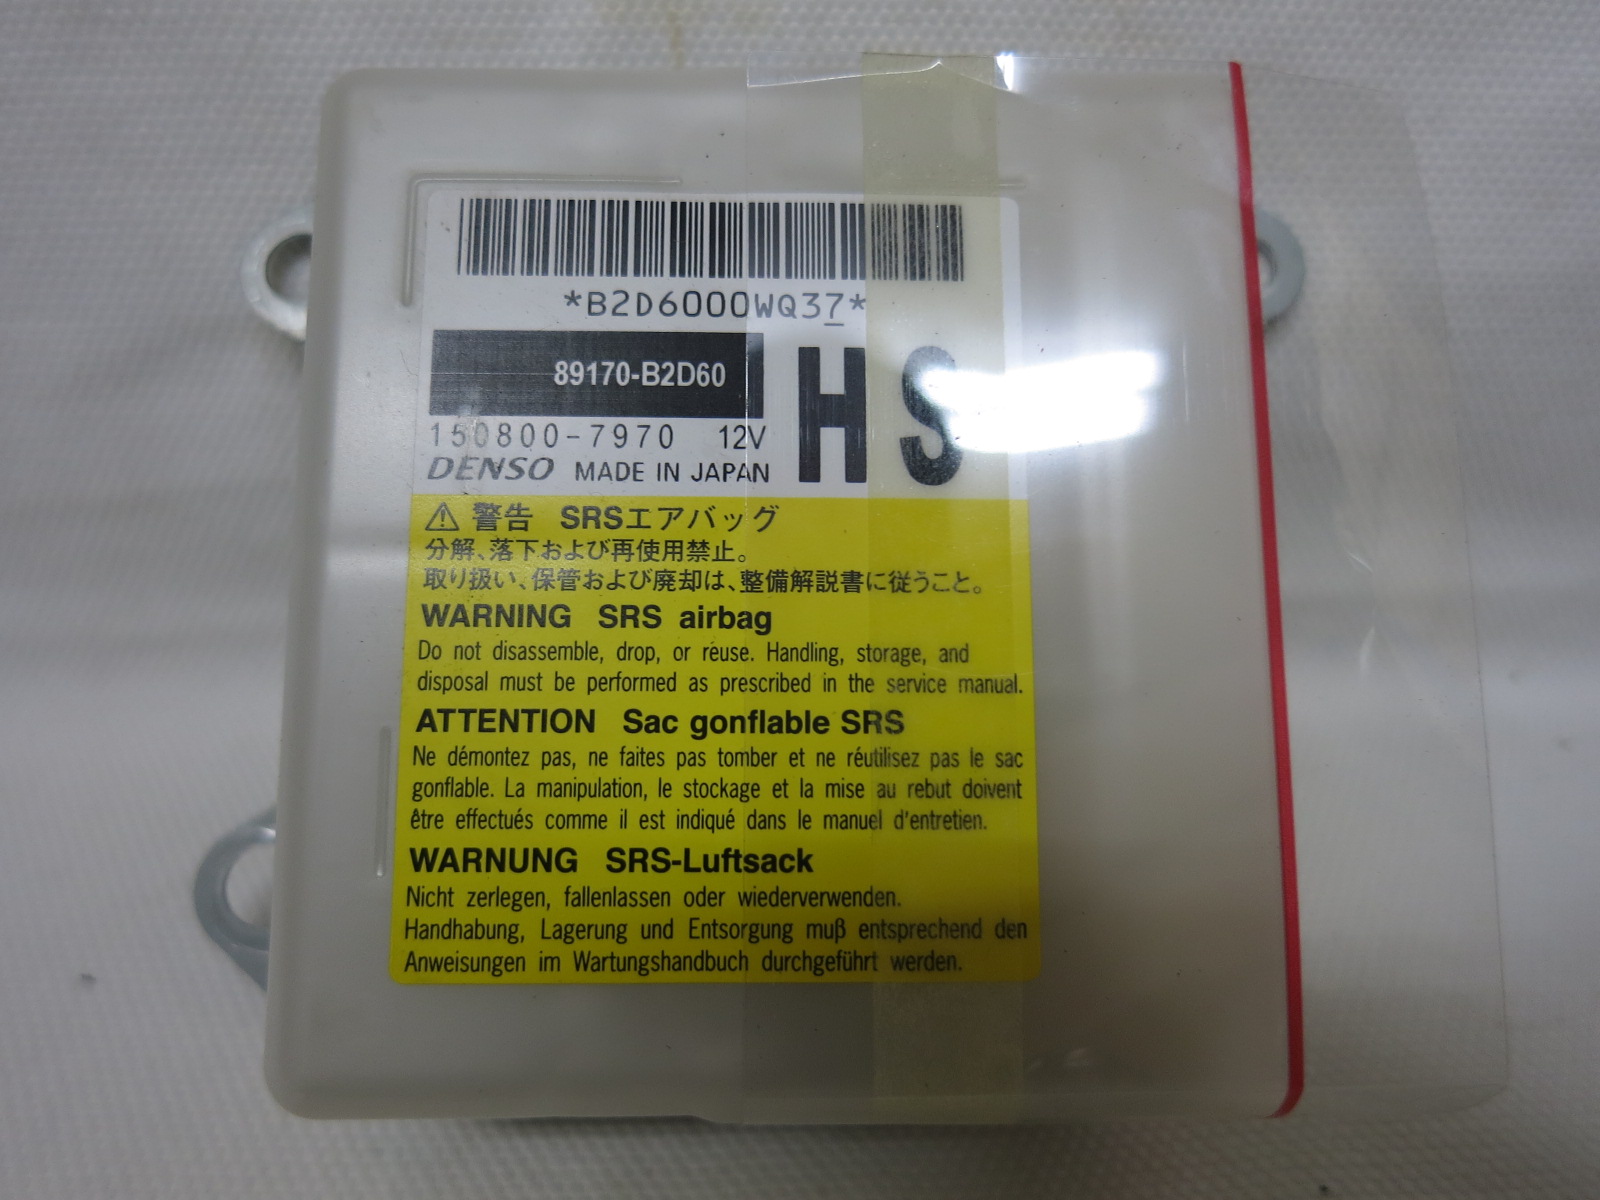 *B2D6000WQ37*
89170-B2D60
HS
150800-7970 12V
DENSO MADE IN JAPAN
⚠ 警告 SRSエアバッグ
分解、落下および再使用禁止。
取り扱い、保管および廃却は、整備解説書に従うこと。
WARNING SRS airbag
Do not disassemble, drop, or reuse. Handling, storage, and
disposal must be performed as prescribed in the service manual.
ATTENTION Sac gonflable SRS
Ne démontez pas, ne faites pas tomber et ne réutilisez pas le sac
gonflable. La manipulation, le stockage et la mise au rebut doivent
être effectués comme il est indiqué dans le manuel d'entretien.
WARNUNG SRS-Luftsack
Nicht zerlegen, fallenlassen oder wiederverwenden.
Handhabung, Lagerung und Entsorgung muß entsprechend den
Anweisungen im Wartungshandbuch durchgeführt werden.